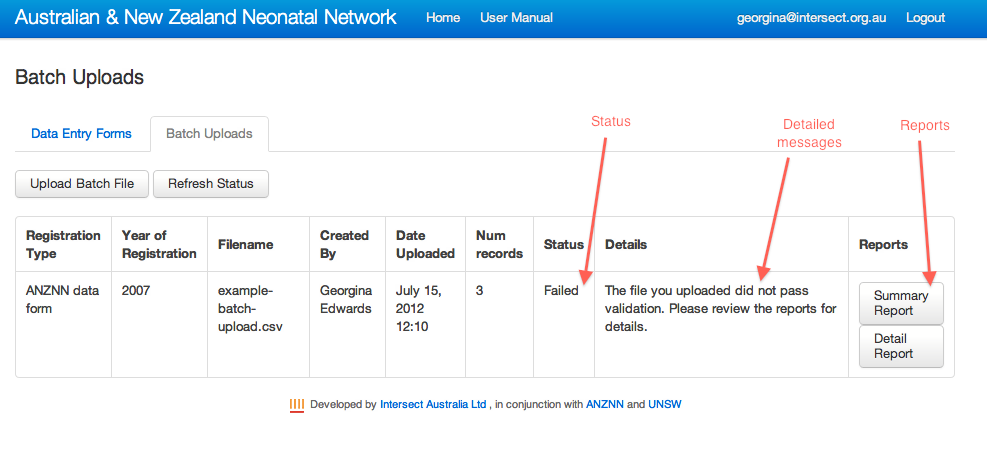 Australian & New Zealand Neonatal Network Home User Manual georgina@intersect.org.au Logout
Batch Uploads
Data Entry Forms Batch Uploads
Status
Detailed
messages
Reports
Upload Batch File Refresh Status
Registration
Type
Year of
Registration
Filename
Created
By
Date
Uploaded
Num
records
Status
Details
Reports
ANZNN data
form
2007
example-
batch-
upload.csv
Georgina
Edwards
July 15,
2012
12:10
3
Failed
The file you uploaded did not pass
validation. Please review the reports for
details.
Summary
Report
Detail
Report
Developed by Intersect Australia Ltd , in conjunction with ANZNN and UNSW